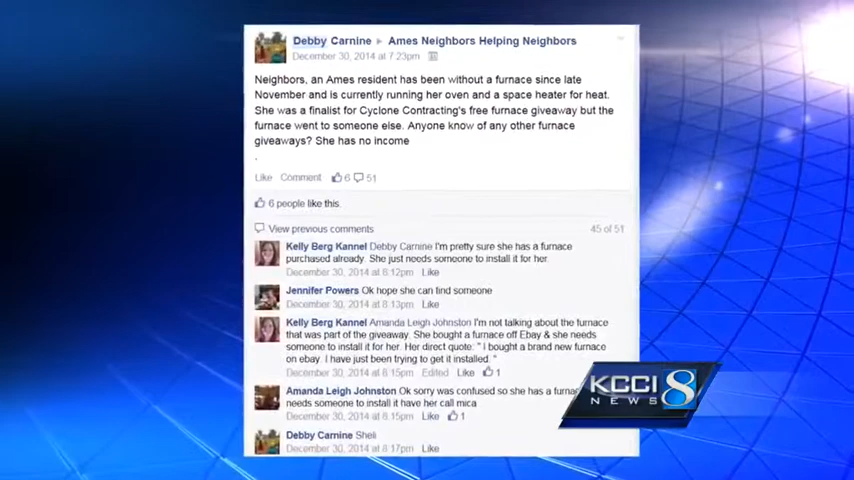 Debby Carnine ▸ Ames Neighbors Helping Neighbors
December 30, 2014 at 7:23pm
Neighbors, an Ames resident has been without a furnace since late
November and is currently running her oven and a space heater for heat.
She was a finalist for Cyclone Contracting's free furnace giveaway but the
furnace went to someone else. Anyone know of any other furnace
giveaways? She has no income
.
Like Comment 6 51
6 people like this.
View previous comments 45 of 51
Kelly Berg Kannel Debby Carnine I'm pretty sure she has a furnace
purchased already. She just needs someone to install it for her.
December 30, 2014 at 8:12pm Like
Jennifer Powers Ok hope she can find someone
December 30, 2014 at 8:13pm Like
Kelly Berg Kannel Amanda Leigh Johnston I'm not talking about the furnace
that was part of the giveaway. She bought a furnace off Ebay & she needs
someone to install it for her. Her direct quote: " I bought a brand new furnace
on ebay. I have just been trying to get it installed. "
December 30, 2014 at 8:15pm Edited Like 1
Amanda Leigh Johnston Ok sorry was confused so she has a
needs someone to install it have her call mica
December 30, 2014 at 8:15pm Like 1
Debby Carnine Sheli
December 30, 2014 at 8:17pm Like
KCCI 8
NEWS